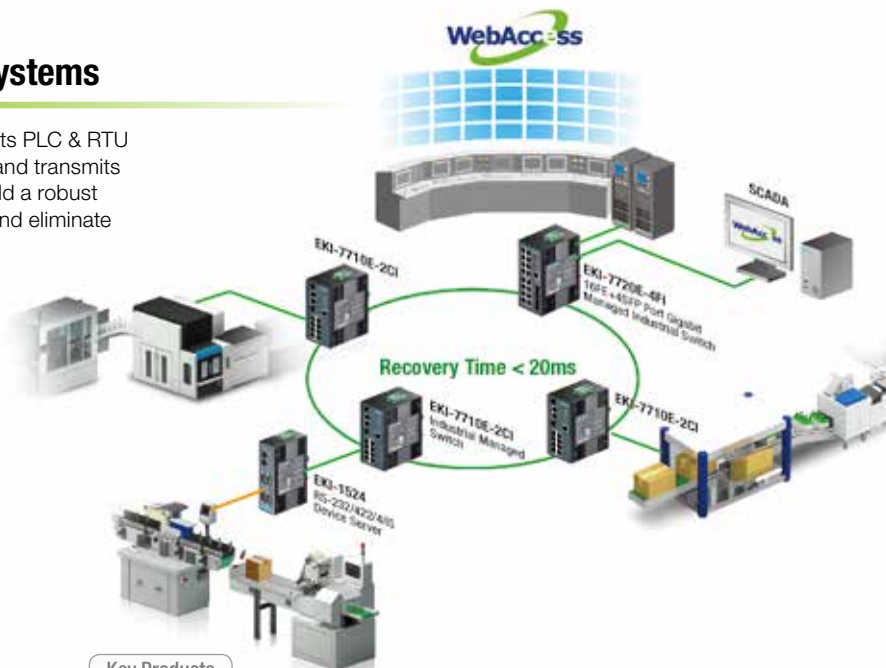 WebAccess
ystems
ts PLC & RTU
and transmits
ld a robust
nd eliminate
SCADA
WebAccess
EKI-7710E-2CI
EKI-7720E-4FI
16FE+4SFP Port Gigabit
Managed Industrial Switch
Recovery Time < 20ms
EKI-7710E-2CI
Industrial Managed
Switch
EKI-7710E-2CI
EKI-1524
RS-232/422/485
Device Server
Key Products